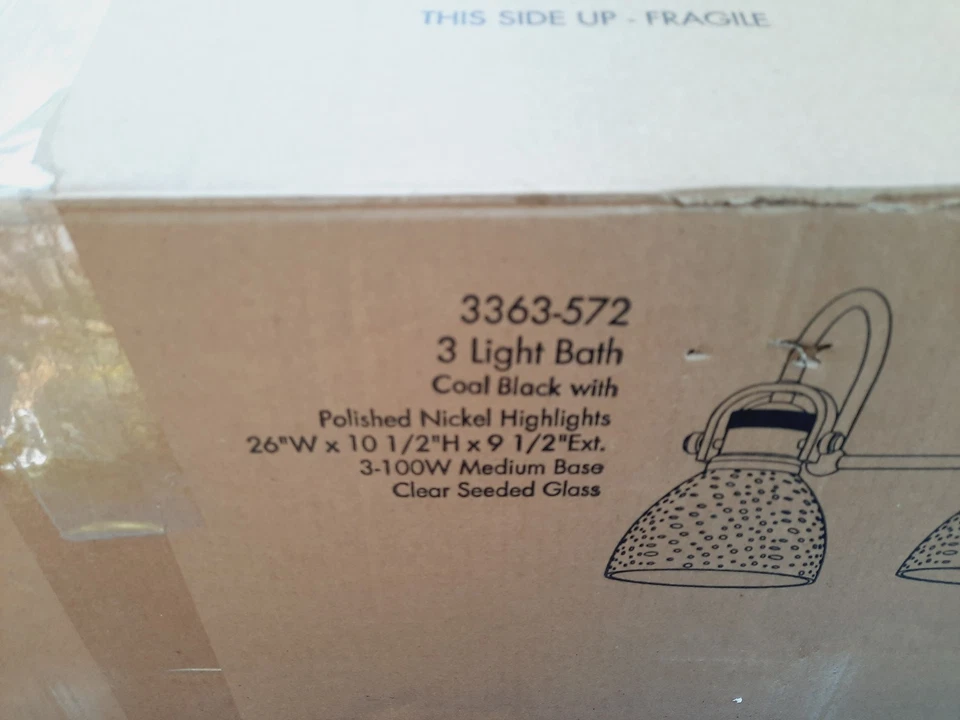 THIS SIDE UP - FRAGILE
3363-572
3 Light Bath
Coal Black with
Polished Nickel Highlights
26"W x 10 1/2"H x 9 1/2"Ext.
3-100W Medium Base
Clear Seeded Glass